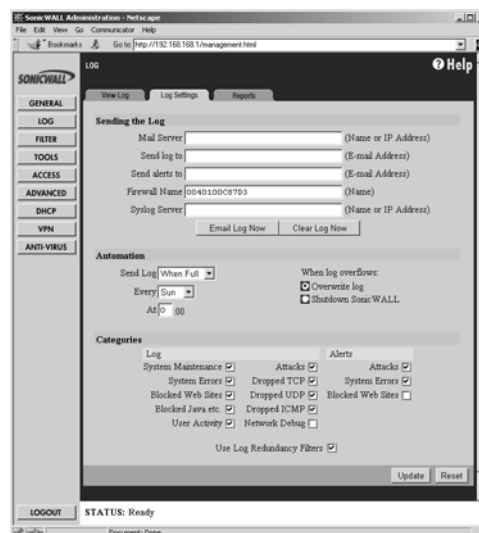 SonicWALL Administration - Netscape
File Edit View Go Communicator Help
Bookmarks Go to: http://192.168.168.1/management.html
SONICWALL
LOG
Help
View Log Log Settings Reports
GENERAL
LOG
FILTER
TOOLS
ACCESS
ADVANCED
DHCP
VPN
ANTI-VIRUS
Sending the Log
Mail Server (Name or IP Address)
Send log to (E-mail Address)
Send alerts to (E-mail Address)
Firewall Name 0040100C87D3 (Name)
Syslog Server (Name or IP Address)
Email Log Now Clear Log Now
Automation
Send Log When Full When log overflows:
Every Sun Overwrite log
At 0 :00 Shutdown SonicWALL
Categories
Log Alerts
System Maintenance Attacks Attacks
System Errors Dropped TCP System Errors
Blocked Web Sites Dropped UDP Blocked Web Sites
Blocked Java etc. Dropped ICMP
User Activity Network Debug
Use Log Redundancy Filters
Update Reset
LOGOUT STATUS: Ready
Document: Done